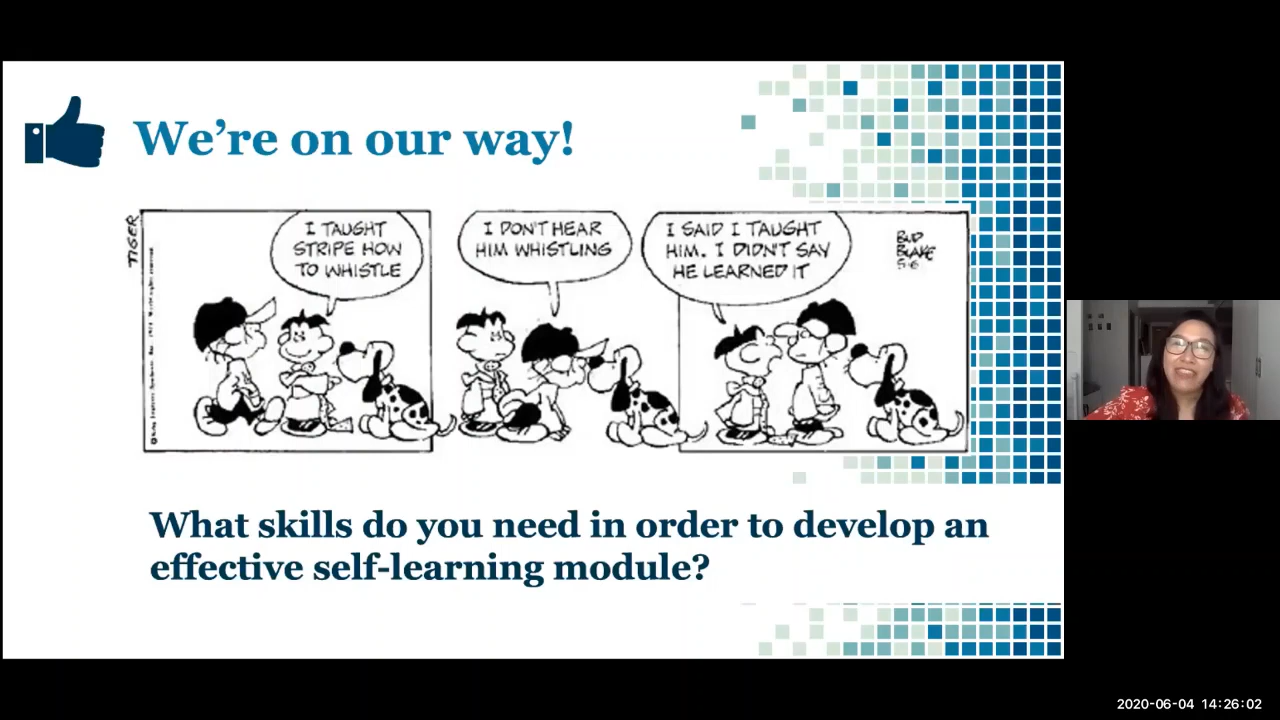 We're on our way!
TIGER
I TAUGHT
STRIPE HOW
TO WHISTLE
I DON'T HEAR
HIM WHISTLING
I SAID I TAUGHT
HIM. I DIDN'T SAY
HE LEARNED IT
BUD
BLAKE
5-6
What skills do you need in order to develop an
effective self-learning module?
2020-06-04 14:26:02